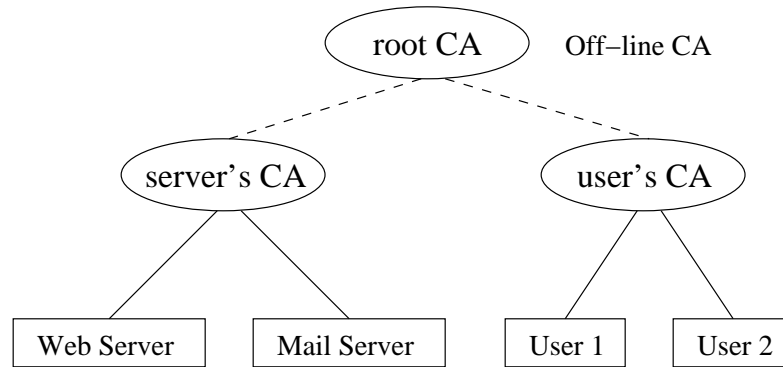 root CA
Off−line CA
server's CA
user's CA
Web Server
Mail Server
User 1
User 2